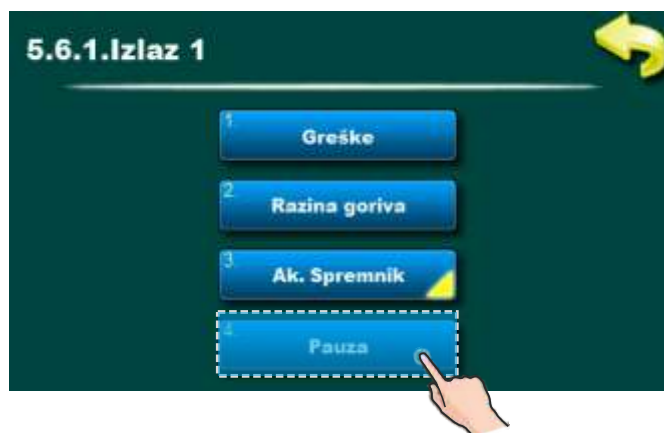 5.6.1.Izlaz 1
1
Greške
2
Razina goriva
3
Ak. Spremnik
4
Pauza